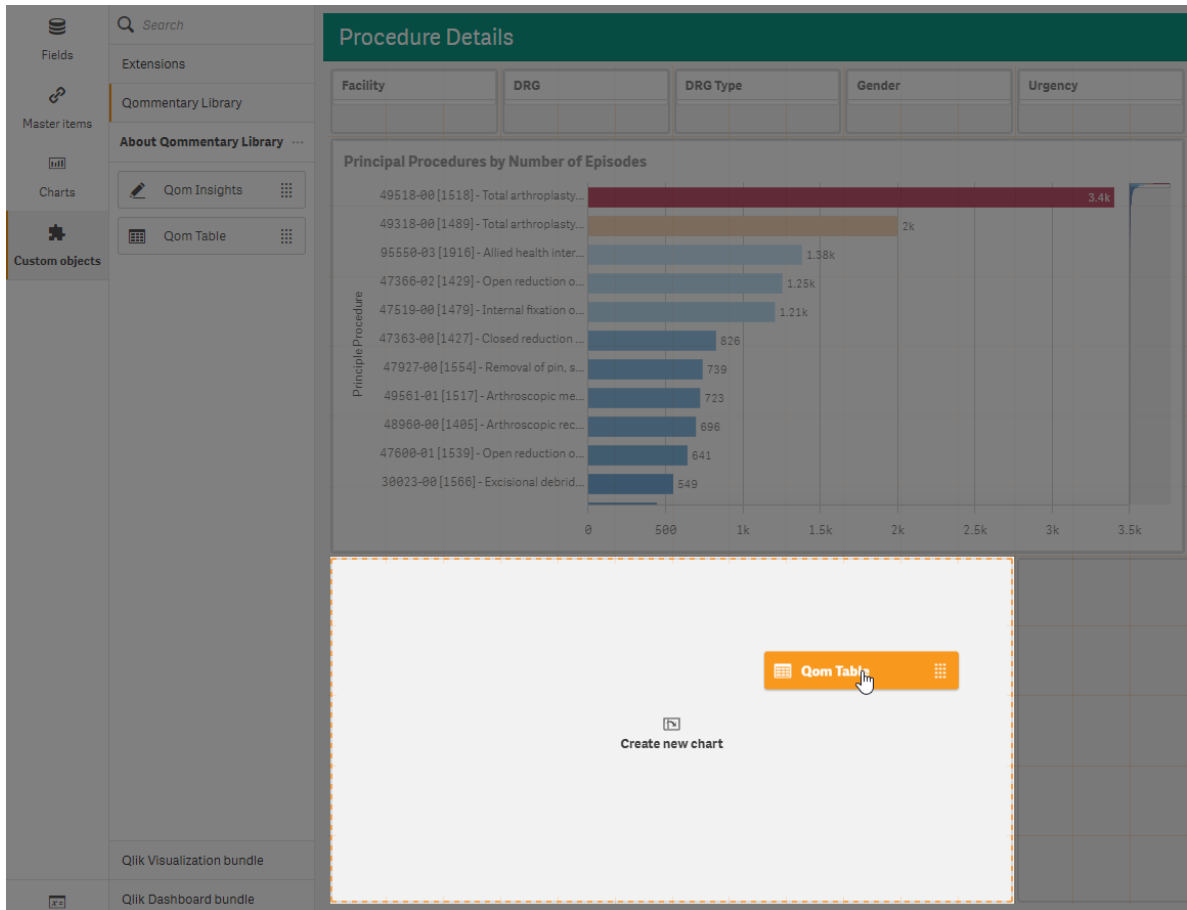 Fields
Master items
Charts
Custom objects
Search
Extensions
Qommentary Library
About Qommentary Library ...
Qom Insights
Qom Table
Qlik Visualization bundle
Qlik Dashboard bundle
Procedure Details
Facility
DRG
DRG Type
Gender
Urgency
Principal Procedures by Number of Episodes
Principle Procedure
49518-00 [1518] - Total arthroplasty... 3.4k
49318-00 [1489] - Total arthroplasty... 2k
95550-03 [1916] - Allied health inter... 1.38k
47366-02 [1429] - Open reduction o... 1.25k
47519-00 [1479] - Internal fixation o... 1.21k
47363-00 [1427] - Closed reduction ... 826
47927-00 [1554] - Removal of pin, s... 739
49561-01 [1517] - Arthroscopic me... 723
48960-00 [1405] - Arthroscopic rec... 696
47600-01 [1539] - Open reduction o... 641
30023-00 [1566] - Excisional debrid... 549
0 500 1k 1.5k 2k 2.5k 3k 3.5k
Qom Table
Create new chart